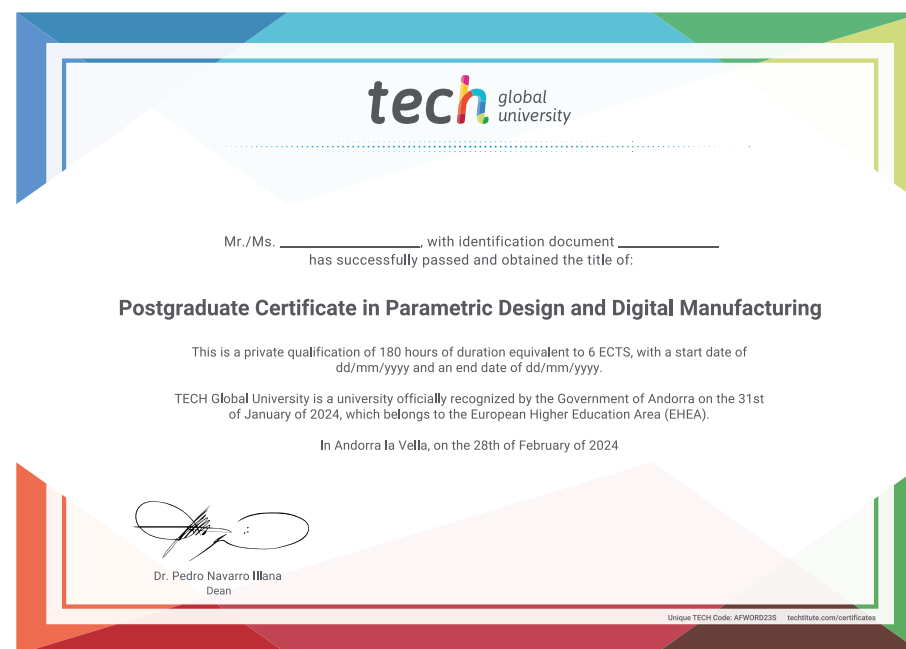 tech global
university
Mr./Ms. ____________________, with identification document ______________
has successfully passed and obtained the title of:
Postgraduate Certificate in Parametric Design and Digital Manufacturing
This is a private qualification of 180 hours of duration equivalent to 6 ECTS, with a start date of
dd/mm/yyyy and an end date of dd/mm/yyyy.
TECH Global University is a university officially recognized by the Government of Andorra on the 31st
of January of 2024, which belongs to the European Higher Education Area (EHEA).
In Andorra la Vella, on the 28th of February of 2024
Dr. Pedro Navarro Illana
Dean
Unique TECH Code: AFWORD23S techtitute.com/certificates